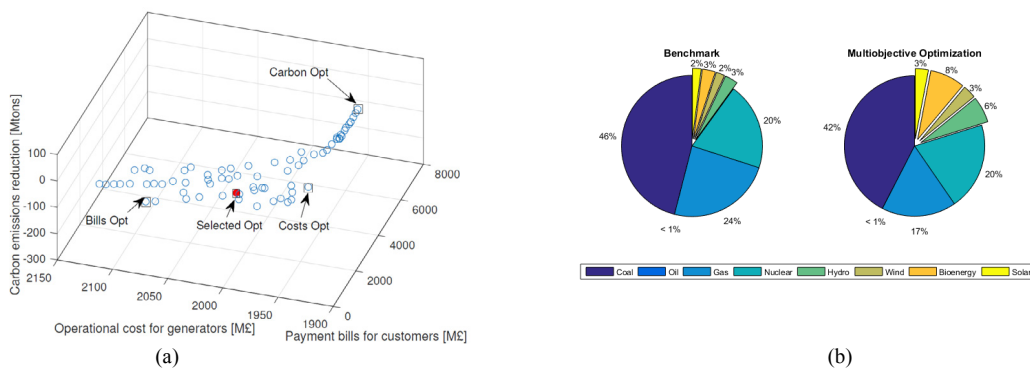 Carbon emissions reduction [Mtons]
100
0
-100
-200
-300
2150
2100
2050
2000
1950
1900
Operational cost for generators [M£]
0
2000
4000
6000
8000
Payment bills for customers [M£]
Carbon Opt
Bills Opt
Selected Opt
Costs Opt
(a)
Benchmark
2%
3%
2%
3%
20%
24%
< 1%
46%
Multiobjective Optimization
3%
8%
3%
6%
20%
17%
< 1%
42%
Coal Oil Gas Nuclear Hydro Wind Bioenergy Solar
(b)